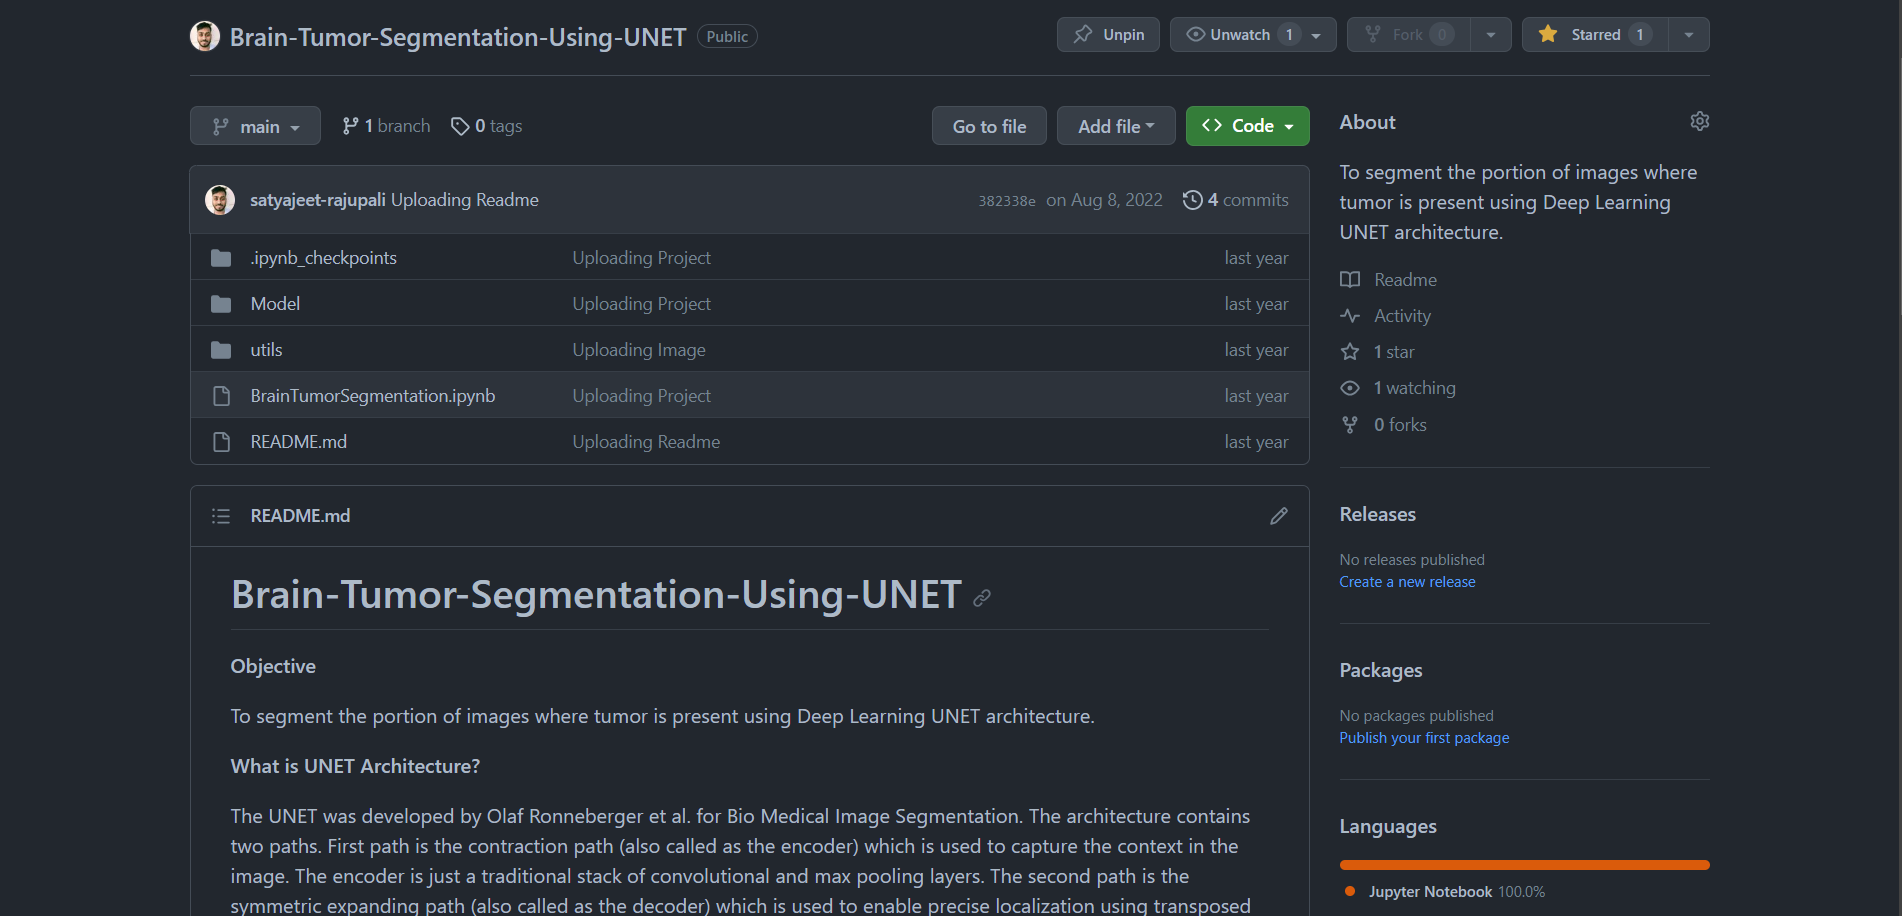 Brain-Tumor-Segmentation-Using-UNET Public
Unpin Unwatch 1 Fork 0 Starred 1
main 1 branch 0 tags Go to file Add file Code
satyajeet-rajupali Uploading Readme 382338e on Aug 8, 2022 4 commits
.ipynb_checkpoints Uploading Project last year
Model Uploading Project last year
utils Uploading Image last year
BrainTumorSegmentation.ipynb Uploading Project last year
README.md Uploading Readme last year
README.md
Brain-Tumor-Segmentation-Using-UNET
Objective
To segment the portion of images where tumor is present using Deep Learning UNET architecture.
What is UNET Architecture?
The UNET was developed by Olaf Ronneberger et al. for Bio Medical Image Segmentation. The architecture contains
two paths. First path is the contraction path (also called as the encoder) which is used to capture the context in the
image. The encoder is just a traditional stack of convolutional and max pooling layers. The second path is the
symmetric expanding path (also called as the decoder) which is used to enable precise localization using transposed
About
To segment the portion of images where
tumor is present using Deep Learning
UNET architecture.
Readme
Activity
1 star
1 watching
0 forks
Releases
No releases published
Create a new release
Packages
No packages published
Publish your first package
Languages
Jupyter Notebook 100.0%